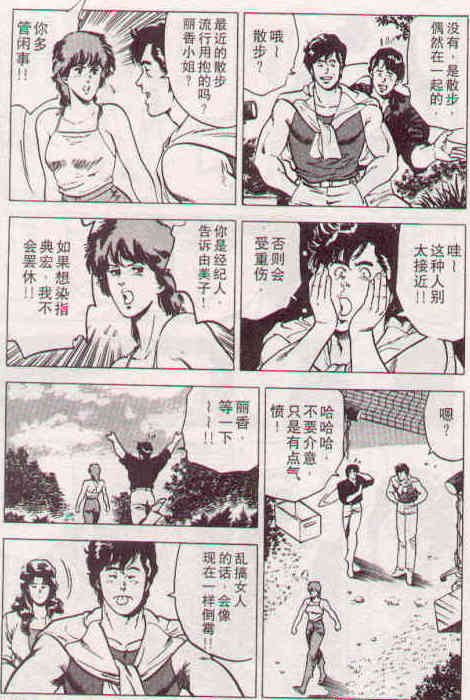 没有，是散步，
偶然在一起的．
哦～
散步？
最近的散步
流行用抱的吗？
丽香小姐？
你多
管闲事!!
哇～
这种人别
太接近!!
否则会
受重伤
你是经纪人，
告诉由美子！
如果想染指
典宏，我不
会罢休!!
嗯？
哈哈哈．
不要介意，
只是有点气
愤！
丽香．
等一下
～～!!
乱搞女人
的话，会像
现在一样倒霉!!